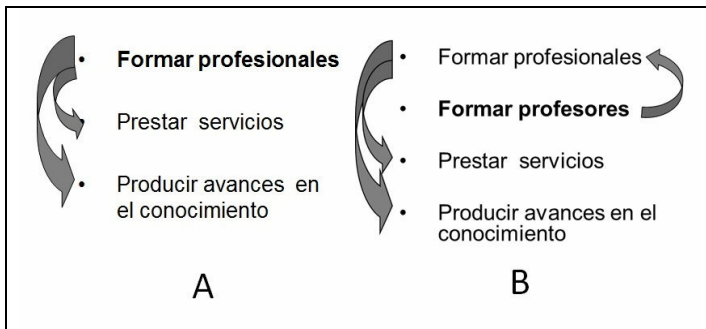 • Formar profesionales
• Prestar servicios
• Producir avances en
el conocimiento
A
• Formar profesionales
• Formar profesores
• Prestar servicios
• Producir avances en el
conocimiento
B